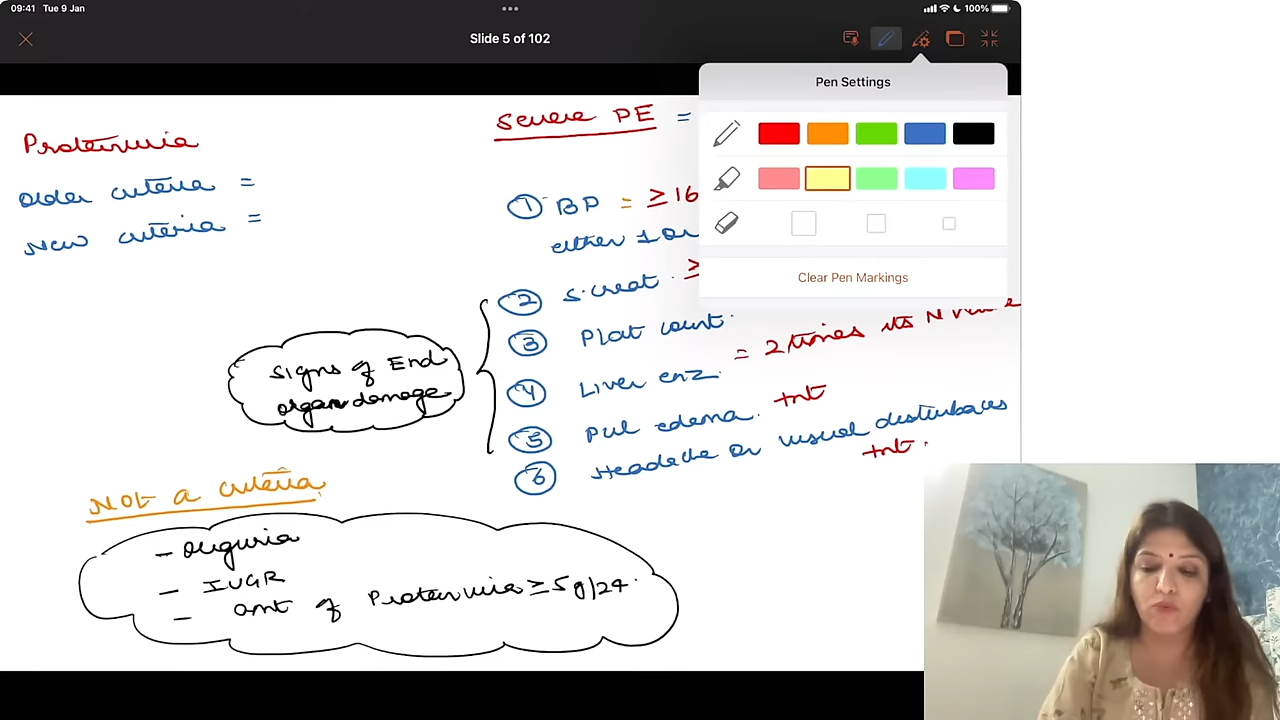 09:41 Tue 9 Jan
100%
Slide 5 of 102
Pen Settings
Clear Pen Markings
Proteinuria
Older criteria =
New criteria =
Severe PE =
① BP = ≥16
either 1 or
② S.creat. ≥
③ Plat count.
④ Liver enz. = 2 times its N value
⑤ Pul edema. +nt
⑥ Headache or visual disturbances
+nt.
Signs of End
organ damage
Not a criteria
- Oliguria
- IUGR
- amt of Proteinuria ≥5g/24.